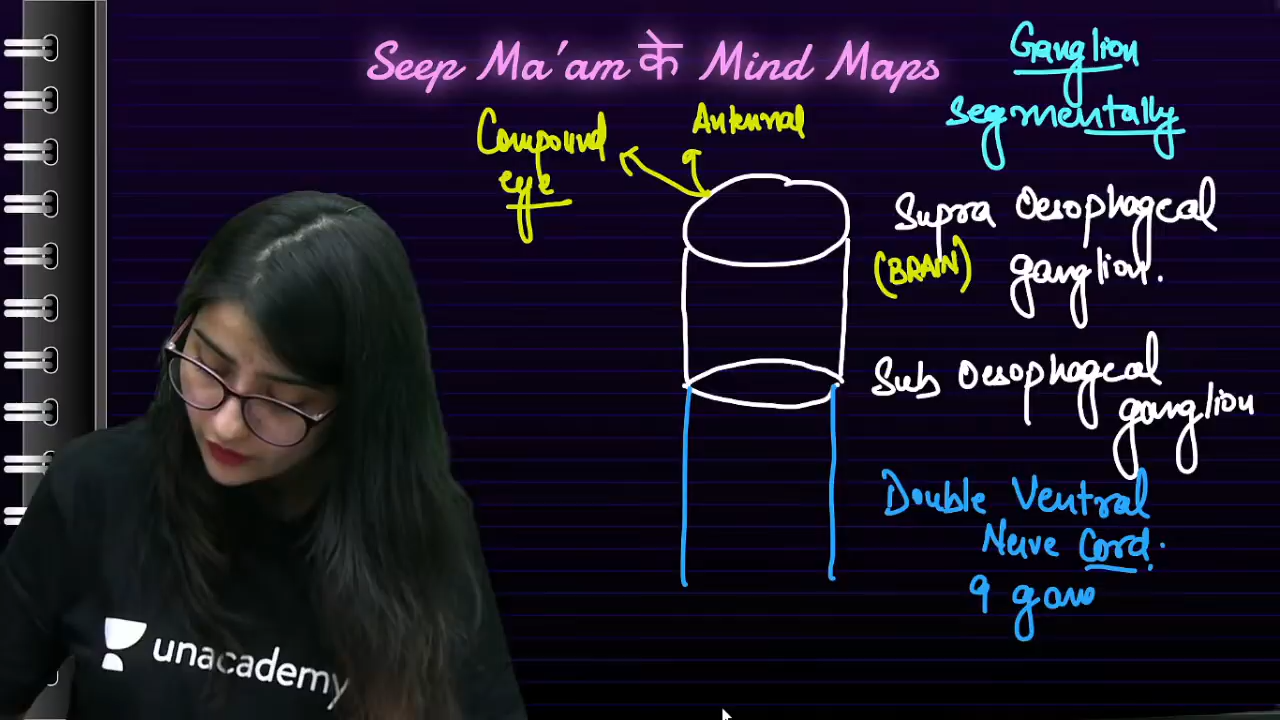 Seep Ma'am के Mind Maps
Ganglion
Segmentally
Compound
eye
Antennal
Supra Oesophageal
(BRAIN) ganglion.
Sub Oesophageal
ganglion
Double Ventral
Nerve Cord.
9 gan
unacademy